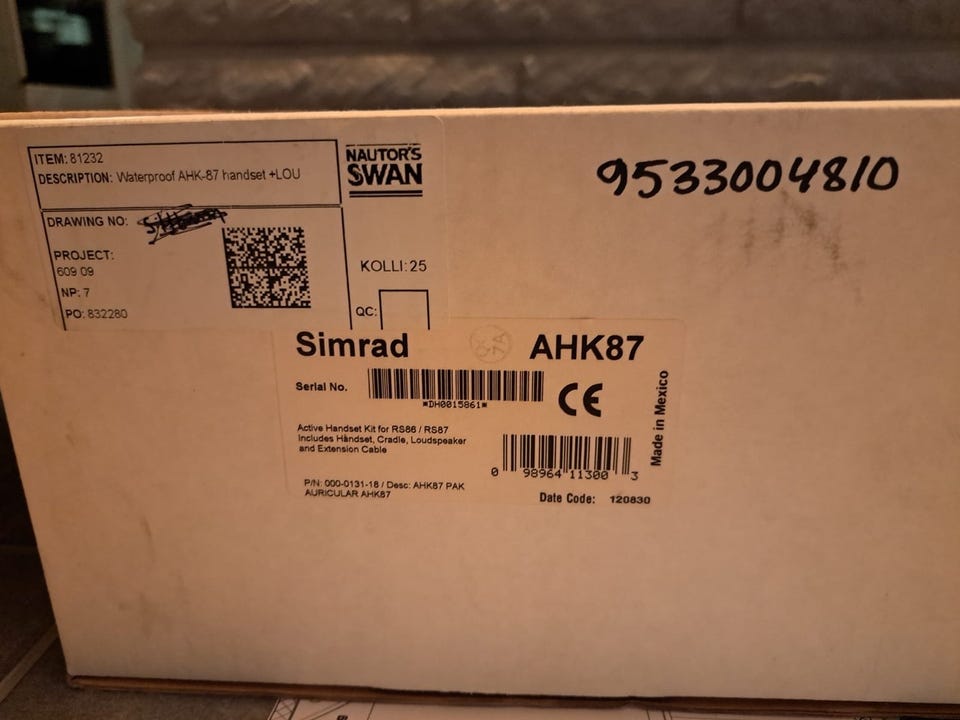 ITEM: 81232
DESCRIPTION: Waterproof AHK-87 handset +LOU
NAUTOR'S
SWAN
9533004810
DRAWING NO:
PROJECT:
609 09
NP: 7
PO: 832280
KOLLI: 25
QC:
Simrad AHK87
Serial No.
*DH0015861*
CE
Made in Mexico
Active Handset Kit for RS86 / RS87
Includes Handset, Cradle, Loudspeaker
and Extension Cable
0 98964 11300 3
P/N: 000-0131-18 / Desc: AHK87 PAK
AURICULAR AHK87
Date Code: 120830